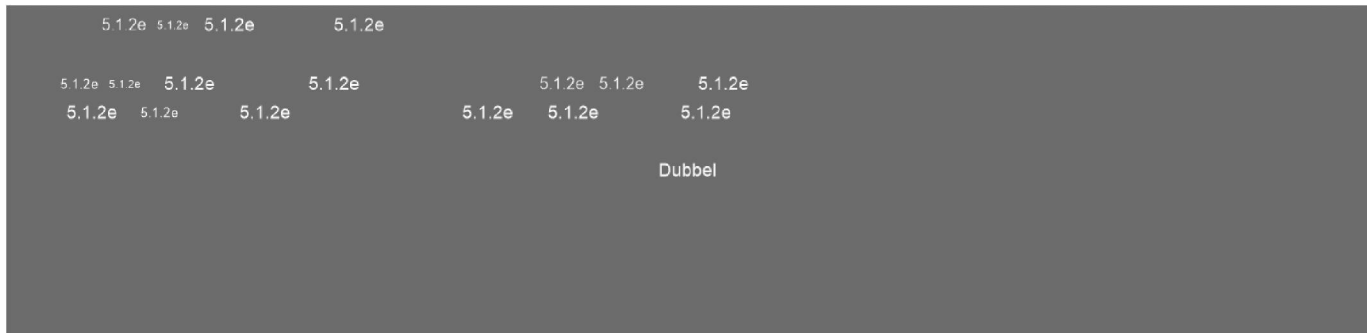 5.1.2e 5.1.2e 5.1.2e 5.1.2e
5.1.2e 5.1.2e 5.1.2e 5.1.2e 5.1.2e 5.1.2e 5.1.2e
5.1.2e 5.1.2e 5.1.2e 5.1.2e 5.1.2e 5.1.2e
Dubbel